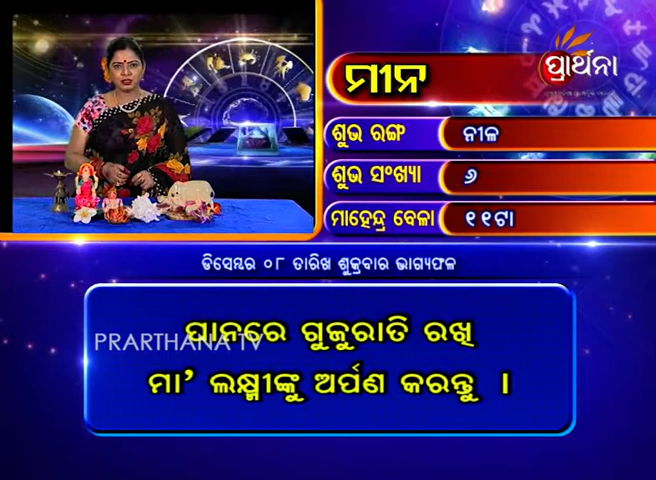 ମୀନ
ପ୍ରାର୍ଥନା
ଶୁଭ ରଙ୍ଗ ନୀଳ
ଶୁଭ ସଂଖ୍ୟା ୬
ମାହେନ୍ଦ୍ର ବେଳା ୧୧ଟା
ଡିସେମ୍ବର ୦୮ ତାରିଖ ଶୁକ୍ରବାର ଭାଗ୍ୟଫଳ
ପାନରେ ଗୁଜୁରାତି ରଖି
PRARTHANA TV
ମା’ ଲକ୍ଷ୍ମୀଙ୍କୁ ଅର୍ପଣ କରନ୍ତୁ ।